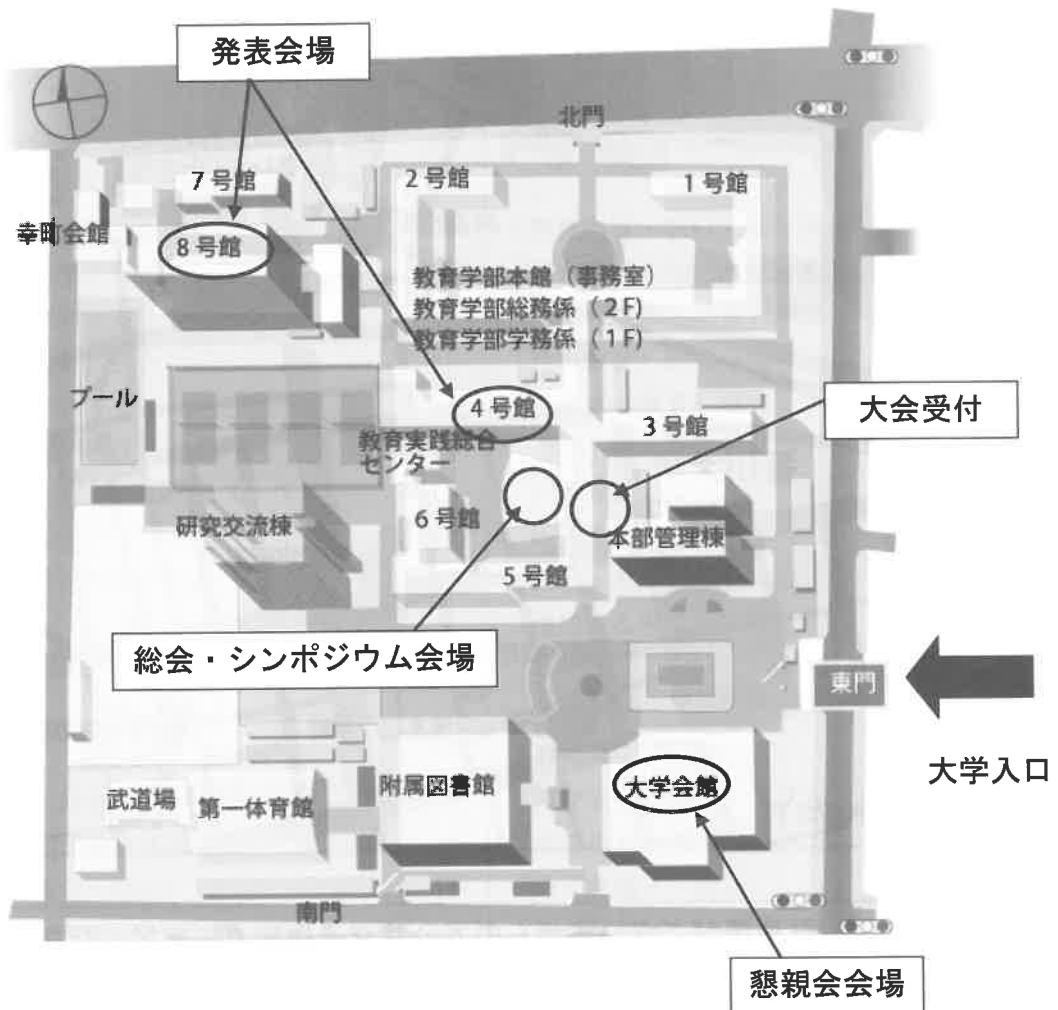 発表会場
北門
7号館
2号館
1号館
幸町会館
8号館
教育学部本館（事務室）
教育学部総務係（2F)
教育学部学務係（1F)
プール
4号館
大会受付
3号館
教育実践総合
センター
6号館
研究交流棟
本部管理棟
5号館
総会・シンポジウム会場
東門
大学入口
附属図書館
大学会館
武道場
第一体育館
南門
懇親会会場